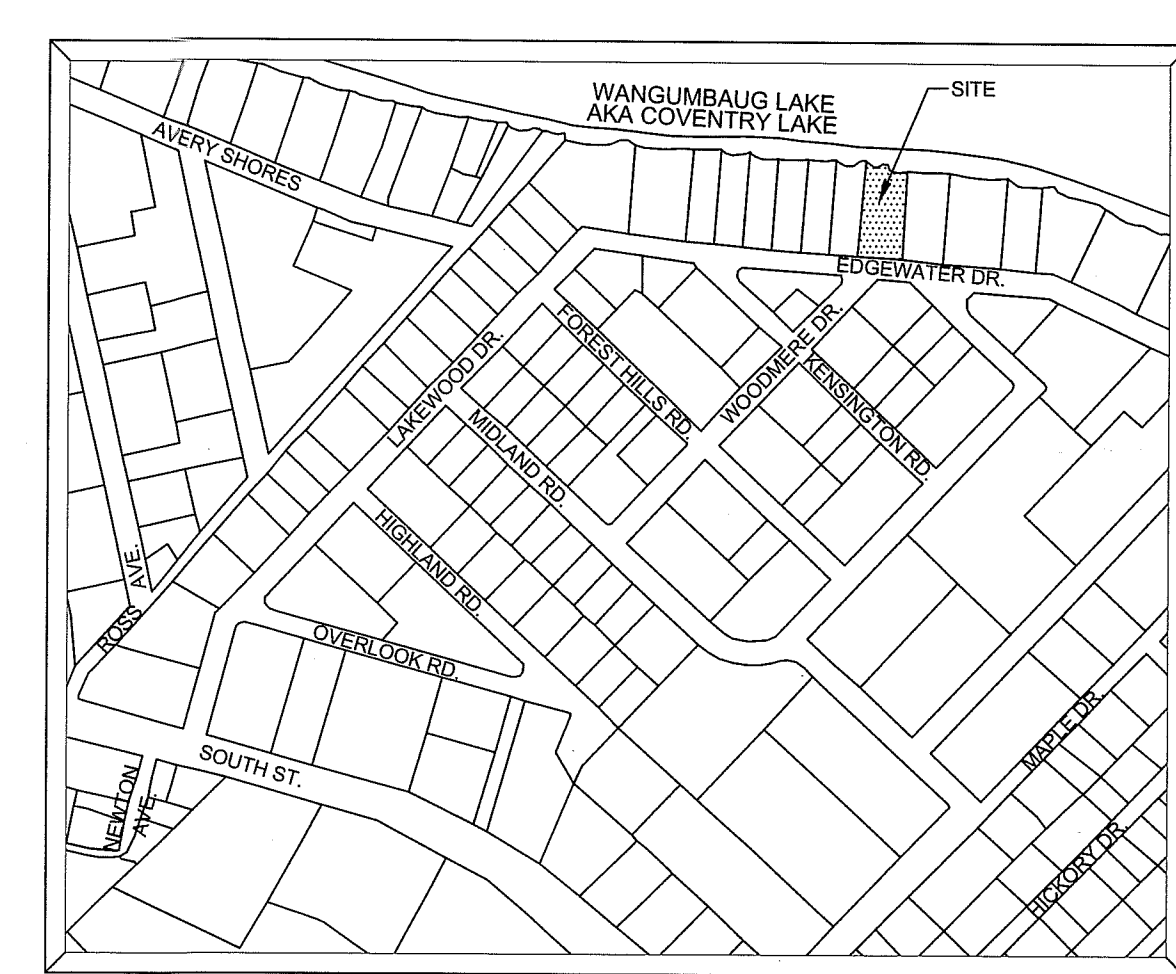 WANGUMBAUG LAKE
AKA COVENTRY LAKE
SITE
AVERY SHORES
EDGEWATER DR.
FOREST HILLS RD.
WOODMERE DR.
KENSINGTON RD.
LAKEWOOD DR.
MIDLAND RD.
HIGHLAND RD.
ROSS
AVE.
OVERLOOK RD.
SOUTH ST.
NEWTON
AVE.
MAPLE DR.
HICKORY DR.